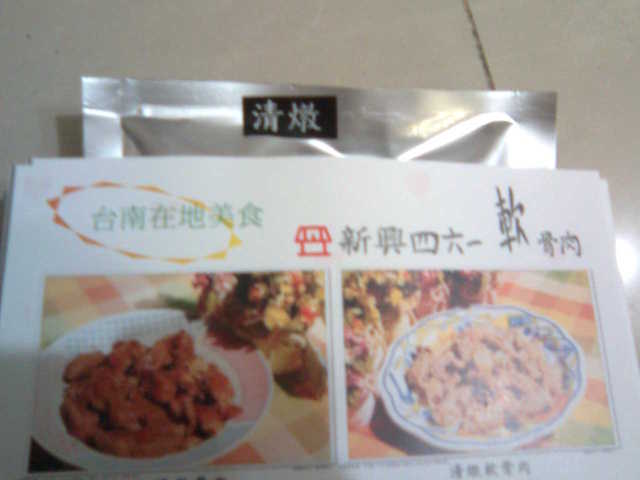 清燉
台南在地美食
新興四六一 軟骨肉
清燉軟骨肉